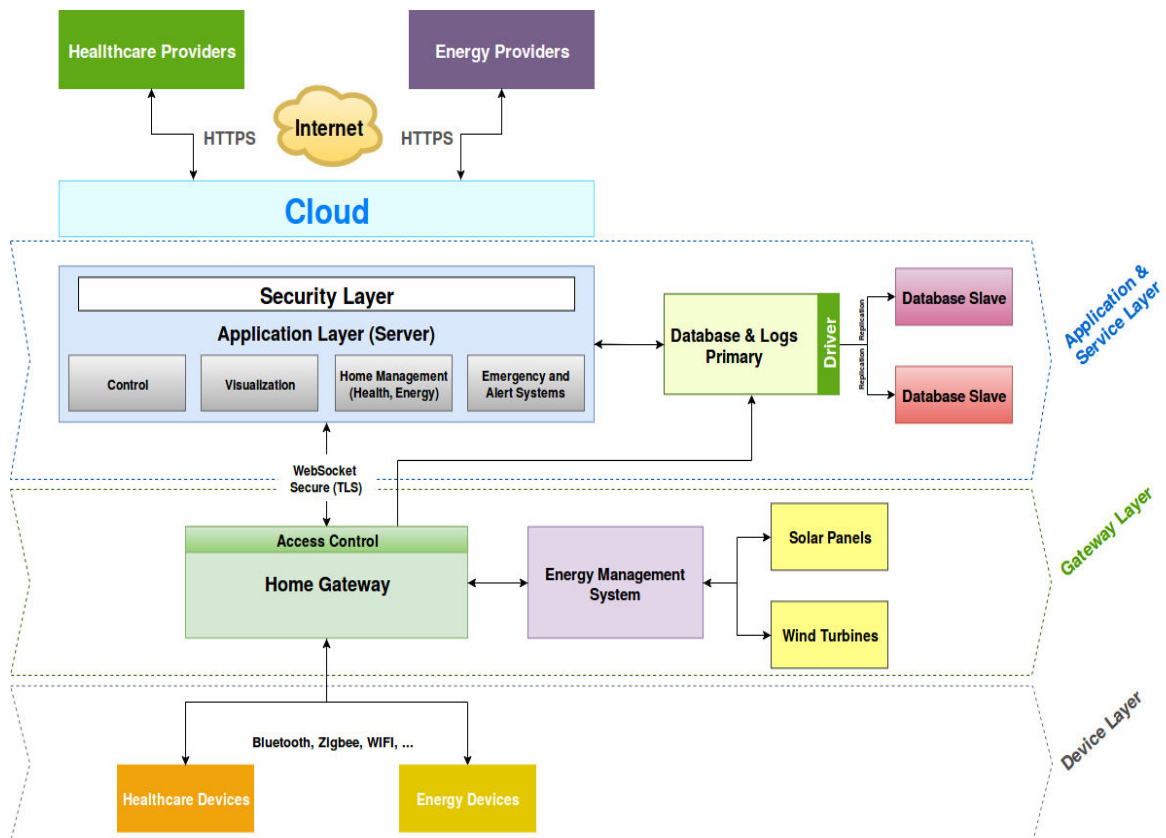 Heallthcare Providers
Energy Providers
HTTPS
Internet
HTTPS
Cloud
Security Layer
Application Layer (Server)
Control
Visualization
Home Management
(Health, Energy)
Emergency and
Alert Systems
Database & Logs
Primary
Driver
Replication
Replication
Database Slave
Database Slave
Application &
Service Layer
WebSocket
Secure (TLS)
Access Control
Home Gateway
Energy Management
System
Solar Panels
Wind Turbines
Gateway Layer
Bluetooth, ZIgbee, WIFI, ...
Healthcare Devices
Energy Devices
Device Layer